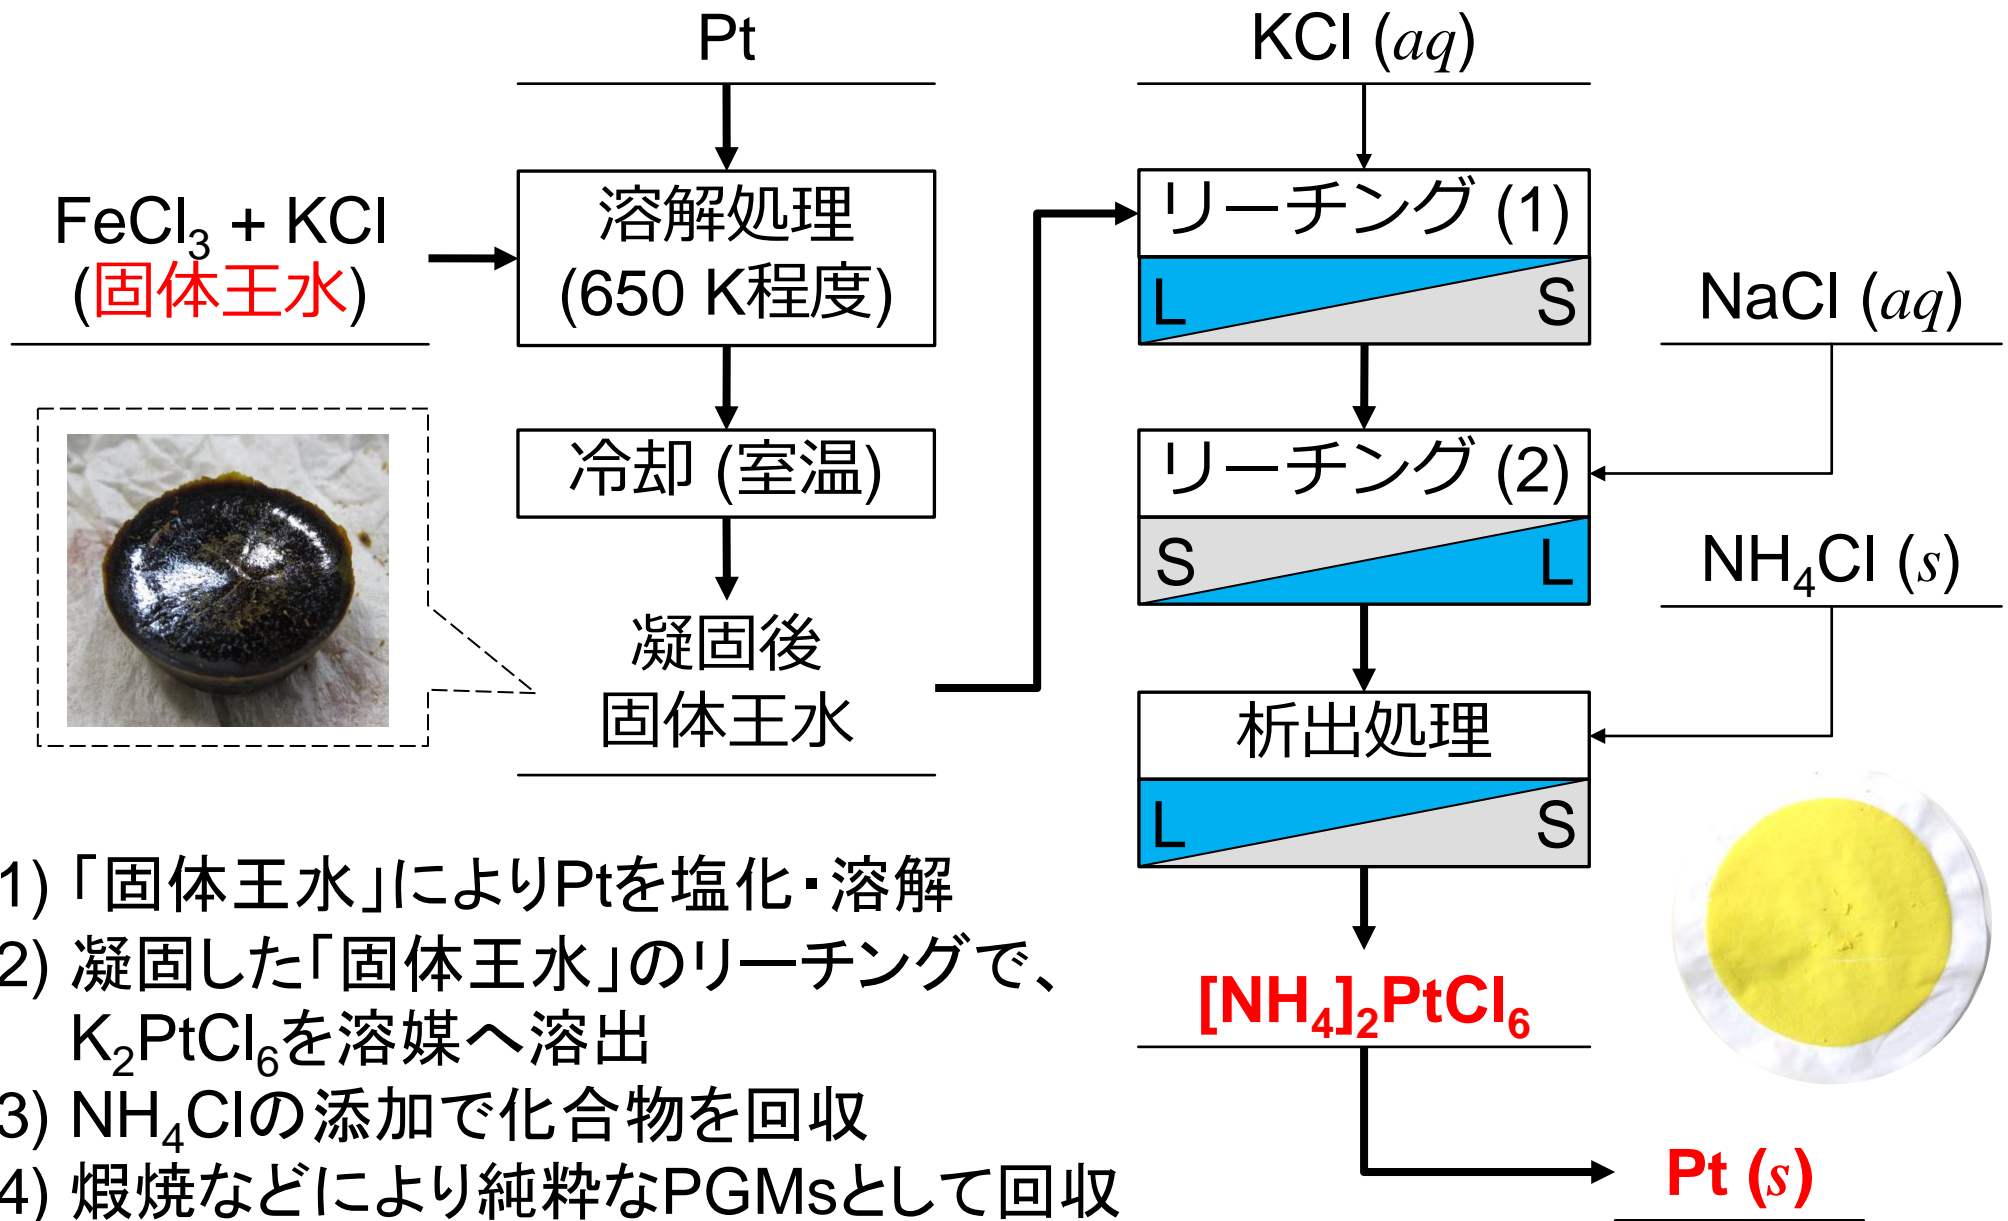 Pt
FeCl₃ + KCl
(固体王水)
溶解処理
(650 K程度)
冷却 (室温)
凝固後
固体王水
KCl (aq)
リーチング (1)
L S
NaCl (aq)
リーチング (2)
S L
NH₄Cl (s)
析出処理
L S
[NH₄]₂PtCl₆
Pt (s)
1) 「固体王水」によりPtを塩化・溶解
2) 凝固した「固体王水」のリーチングで、
K₂PtCl₆を溶媒へ溶出
3) NH₄Clの添加で化合物を回収
4) 煆焼などにより純粋なPGMsとして回収